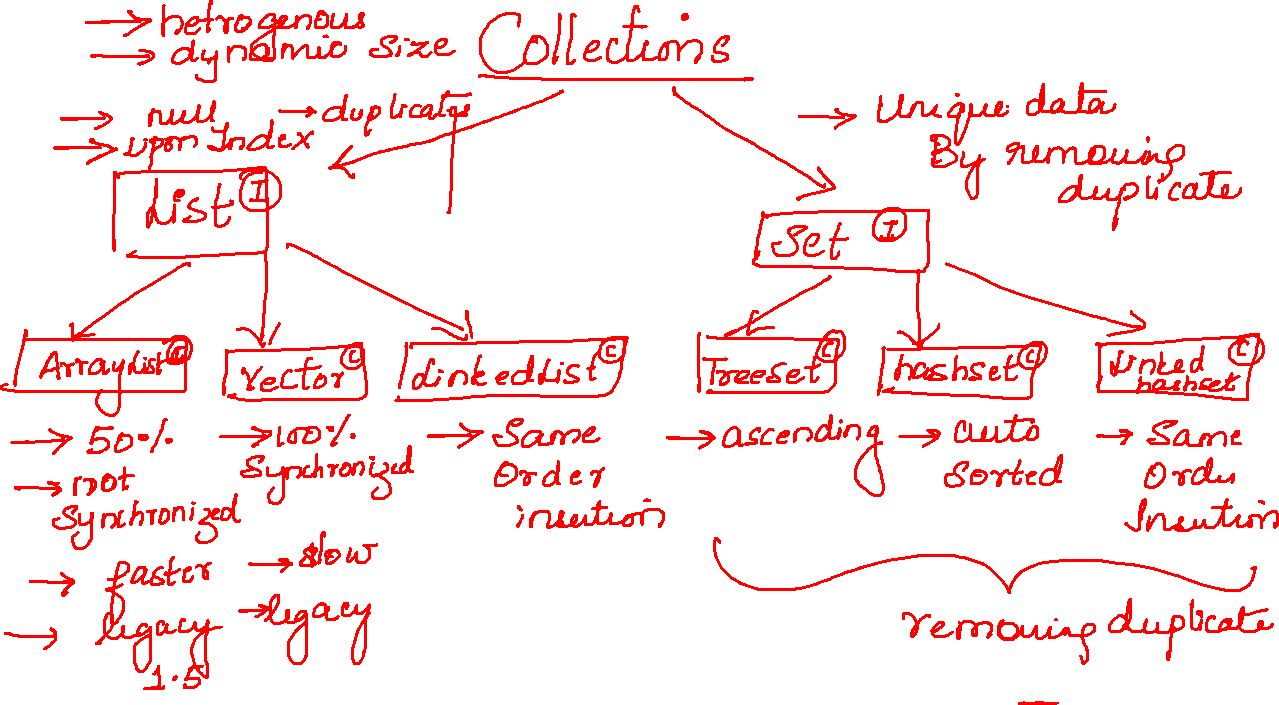 → hetrogenous
→ dynamic size
Collections
→ null → duplicates
→ upon Index
→ Unique data
By removing
duplicate
List I
Set I
ArrayList C
Vector C
LinkedList C
TreeSet C
hashset C
Linked
hashset C
→ 50%
→ not
Synchronized
→ faster
→ legacy
1.5
→ 100%
Synchronized
→ slow
→ legacy
→ Same
Order
insertion
→ ascending
→ auto
sorted
→ Same
Order
Insertion
removing duplicate